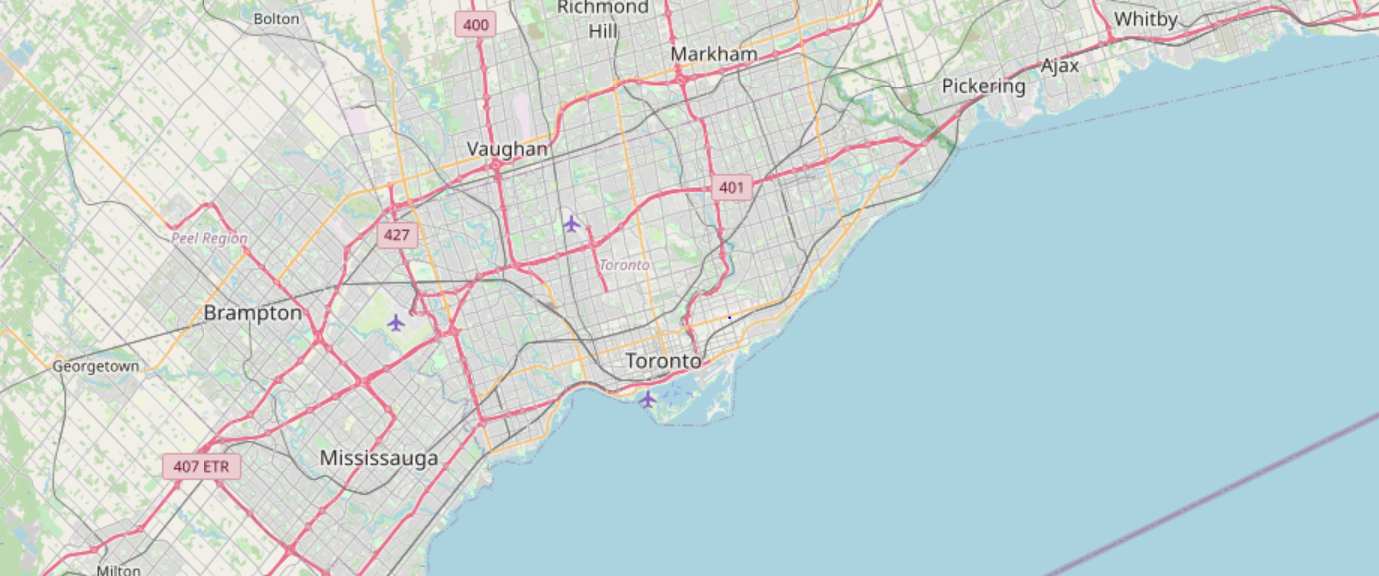 Bolton
400
Richmond
Hill
Whitby
Markham
Ajax
Pickering
Vaughan
401
427
Peel Region
Toronto
Brampton
Toronto
Georgetown
Mississauga
407 ETR
Milton